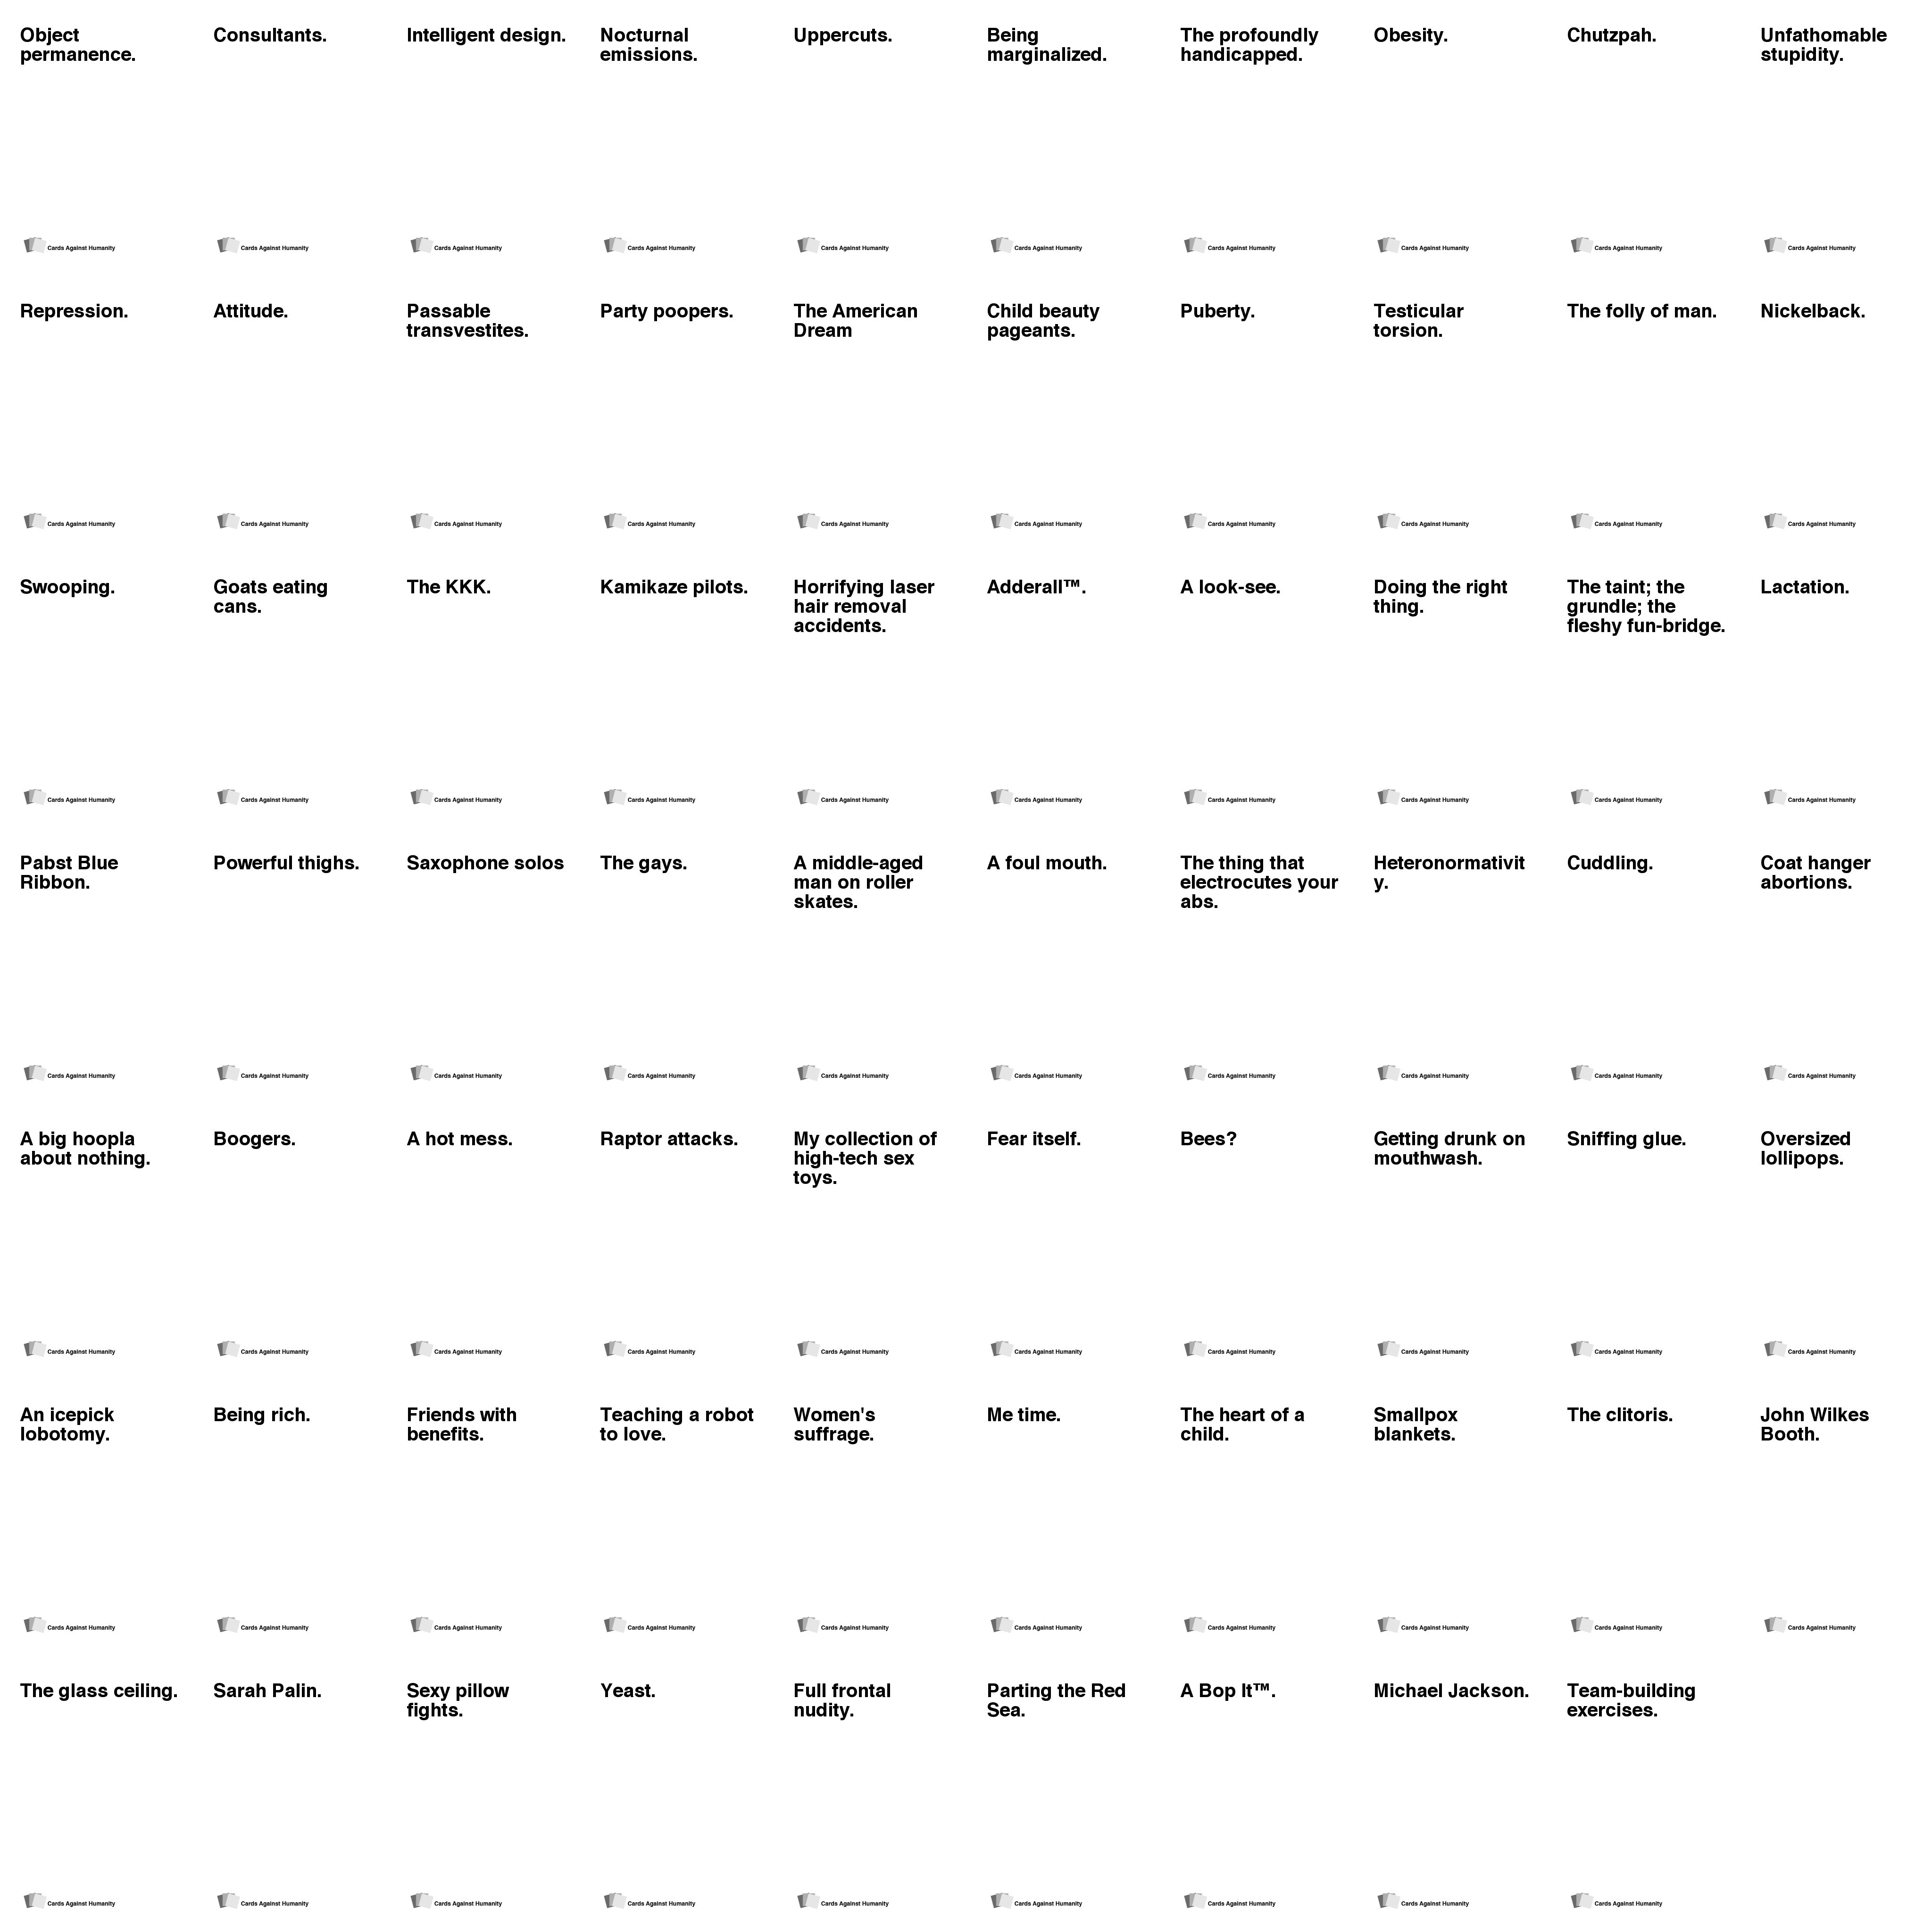 Object
permanence.
Consultants.
Intelligent design.
Nocturnal
emissions.
Uppercuts.
Being
marginalized.
The profoundly
handicapped.
Obesity.
Chutzpah.
Unfathomable
stupidity.
Cards Against Humanity
Cards Against Humanity
Cards Against Humanity
Cards Against Humanity
Cards Against Humanity
Cards Against Humanity
Cards Against Humanity
Cards Against Humanity
Cards Against Humanity
Cards Against Humanity
Repression.
Attitude.
Passable
transvestites.
Party poopers.
The American
Dream
Child beauty
pageants.
Puberty.
Testicular
torsion.
The folly of man.
Nickelback.
Cards Against Humanity
Cards Against Humanity
Cards Against Humanity
Cards Against Humanity
Cards Against Humanity
Cards Against Humanity
Cards Against Humanity
Cards Against Humanity
Cards Against Humanity
Cards Against Humanity
Swooping.
Goats eating
cans.
The KKK.
Kamikaze pilots.
Horrifying laser
hair removal
accidents.
Adderall™.
A look-see.
Doing the right
thing.
The taint; the
grundle; the
fleshy fun-bridge.
Lactation.
Cards Against Humanity
Cards Against Humanity
Cards Against Humanity
Cards Against Humanity
Cards Against Humanity
Cards Against Humanity
Cards Against Humanity
Cards Against Humanity
Cards Against Humanity
Cards Against Humanity
Pabst Blue
Ribbon.
Powerful thighs.
Saxophone solos
The gays.
A middle-aged
man on roller
skates.
A foul mouth.
The thing that
electrocutes your
abs.
Heteronormativit
y.
Cuddling.
Coat hanger
abortions.
Cards Against Humanity
Cards Against Humanity
Cards Against Humanity
Cards Against Humanity
Cards Against Humanity
Cards Against Humanity
Cards Against Humanity
Cards Against Humanity
Cards Against Humanity
Cards Against Humanity
A big hoopla
about nothing.
Boogers.
A hot mess.
Raptor attacks.
My collection of
high-tech sex
toys.
Fear itself.
Bees?
Getting drunk on
mouthwash.
Sniffing glue.
Oversized
lollipops.
Cards Against Humanity
Cards Against Humanity
Cards Against Humanity
Cards Against Humanity
Cards Against Humanity
Cards Against Humanity
Cards Against Humanity
Cards Against Humanity
Cards Against Humanity
Cards Against Humanity
An icepick
lobotomy.
Being rich.
Friends with
benefits.
Teaching a robot
to love.
Women's
suffrage.
Me time.
The heart of a
child.
Smallpox
blankets.
The clitoris.
John Wilkes
Booth.
Cards Against Humanity
Cards Against Humanity
Cards Against Humanity
Cards Against Humanity
Cards Against Humanity
Cards Against Humanity
Cards Against Humanity
Cards Against Humanity
Cards Against Humanity
Cards Against Humanity
The glass ceiling.
Sarah Palin.
Sexy pillow
fights.
Yeast.
Full frontal
nudity.
Parting the Red
Sea.
A Bop It™.
Michael Jackson.
Team-building
exercises.
Cards Against Humanity
Cards Against Humanity
Cards Against Humanity
Cards Against Humanity
Cards Against Humanity
Cards Against Humanity
Cards Against Humanity
Cards Against Humanity
Cards Against Humanity